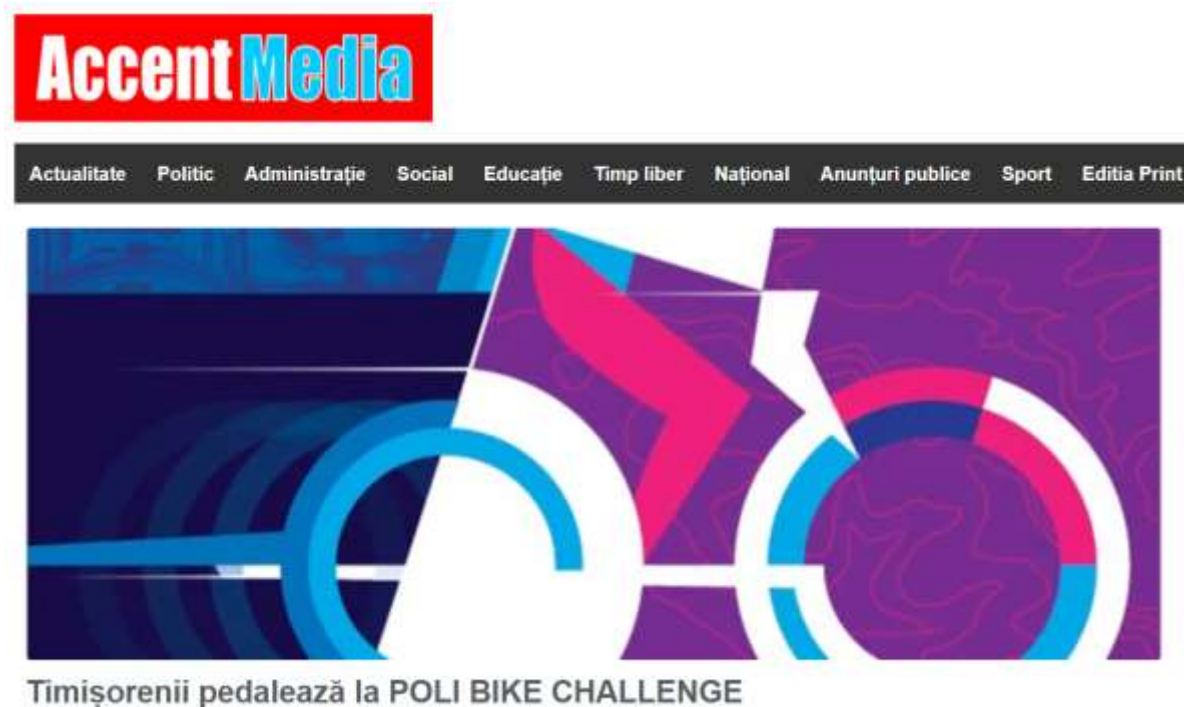 Accent Media
Actualitate Politic Administrație Social Educație Timp liber Național Anunțuri publice Sport Editia Print
Timișorenii pedalează la POLI BIKE CHALLENGE